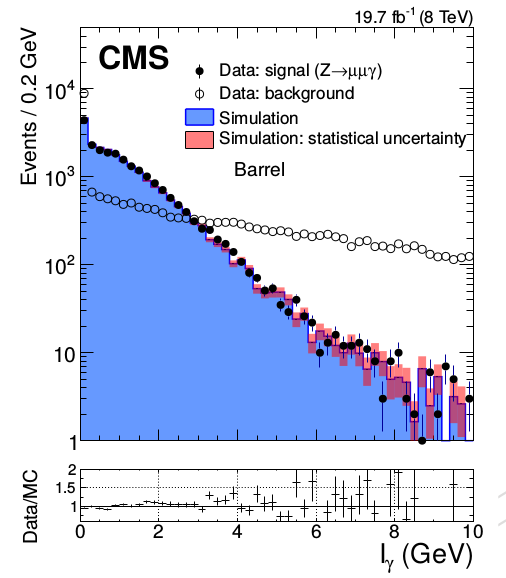 19.7 fb⁻¹ (8 TeV)
CMS
Data: signal (Z→μμγ)
Data: background
Simulation
Simulation: statistical uncertainty
Barrel
Events / 0.2 GeV
10⁴
10³
10²
10
1
Data/MC
2
1.5
1
0 2 4 6 8 10
Iγ (GeV)